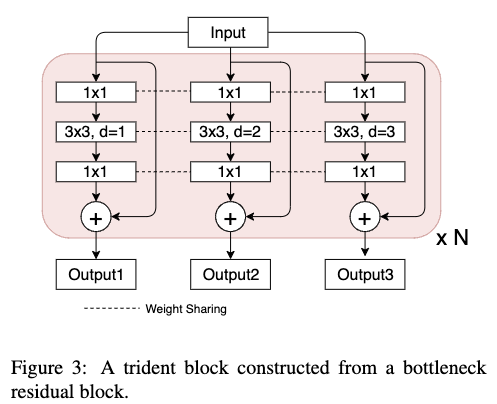 Input
1x1 1x1 1x1
3x3, d=1 3x3, d=2 3x3, d=3
1x1 1x1 1x1
+ + +
x N
Output1 Output2 Output3
Weight Sharing
Figure 3: A trident block constructed from a bottleneck
residual block.